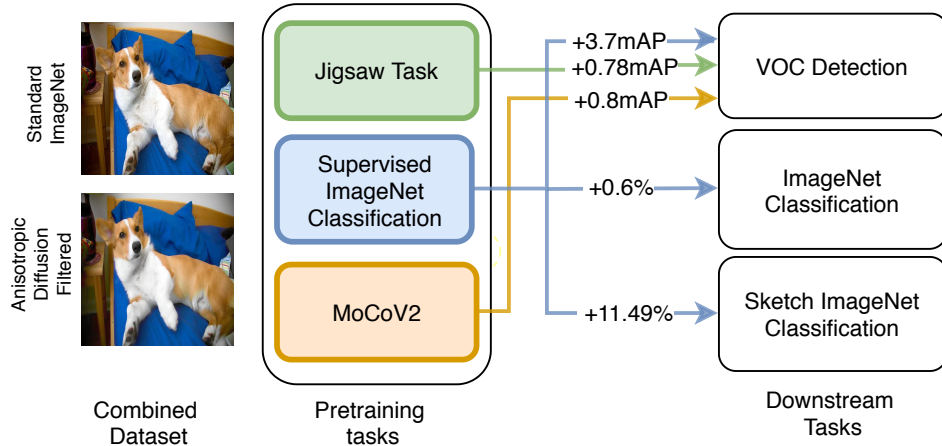 Standard
ImageNet
Anisotropic
Diffusion
Filtered
Combined
Dataset
Jigsaw Task
Supervised
ImageNet
Classification
MoCoV2
Pretraining
tasks
+3.7mAP
+0.78mAP
+0.8mAP
+0.6%
+11.49%
VOC Detection
ImageNet
Classification
Sketch ImageNet
Classification
Downstream
Tasks